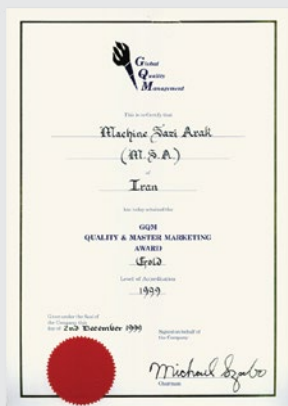 Global
Quality
Management
This is to Certify that
Machine Sazi Arak
(M.S.A.)
of
Iran
has today attained the
GQM
QUALITY & MASTER MARKETING
AWARD
Gold
Level of Accreditation
1999
Given under the Seal of
the Company this
day of 2nd December 1999
Signed on behalf of
the Company
Michael Szabo
Chairman